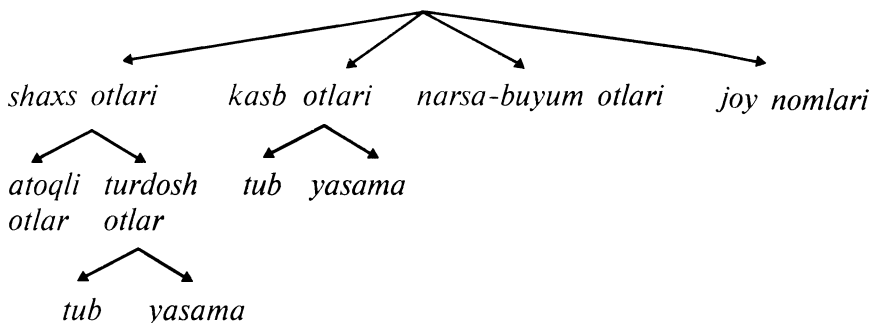 shaxs otlari kasb otlari narsa-buyum otlari joy nomlari
atoqli turdosh tub yasama
otlar otlar
tub yasama